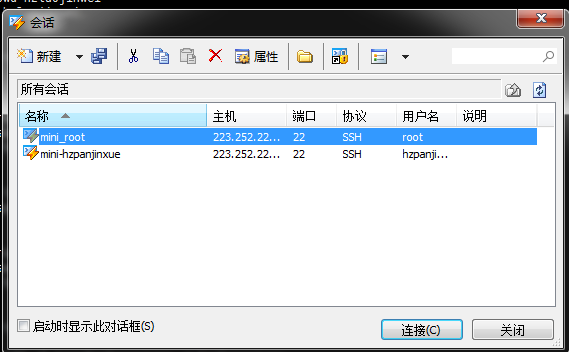 会话
新建
属性
所有会话
名称 主机 端口 协议 用户名 说明
mini_root 223.252.22... 22 SSH root
mini-hzpanjinxue 223.252.22... 22 SSH hzpanji...
启动时显示此对话框(S)
连接(C) 关闭